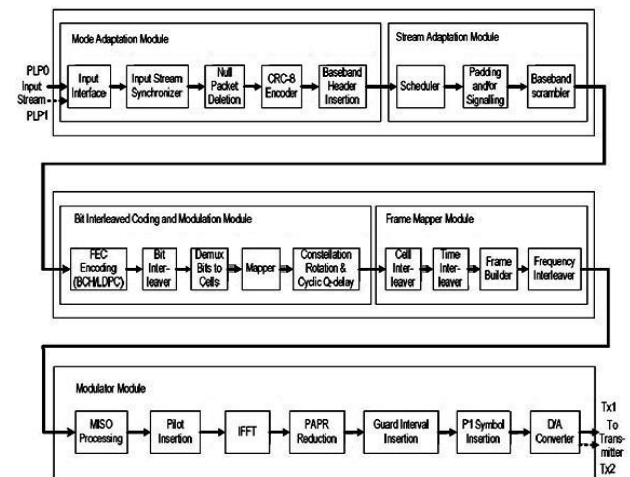 Mode Adaptation Module
Stream Adaptation Module
PLP0
Input
Stream
PLP1
Input
Interface
Input Stream
Synchronizer
Null
Packet
Deletion
CRC-8
Encoder
Baseband
Header
Insertion
Scheduler
Padding
and/or
Signalling
Baseband
scrambler
Bit Interleaved Coding and Modulation Module
Frame Mapper Module
FEC
Encoding
(BCH/LDPC)
Bit
Inter-
leaver
Demux
Bits to
Cells
Mapper
Constellation
Rotation &
Cyclic Q-delay
Cell
Inter-
leaver
Time
Inter-
leaver
Frame
Builder
Frequency
Interleaver
Modulator Module
MISO
Processing
Pilot
Insertion
IFFT
PAPR
Reduction
Guard Interval
Insertion
P1 Symbol
Insertion
D/A
Converter
Tx1
To
Trans-
mitter
Tx2